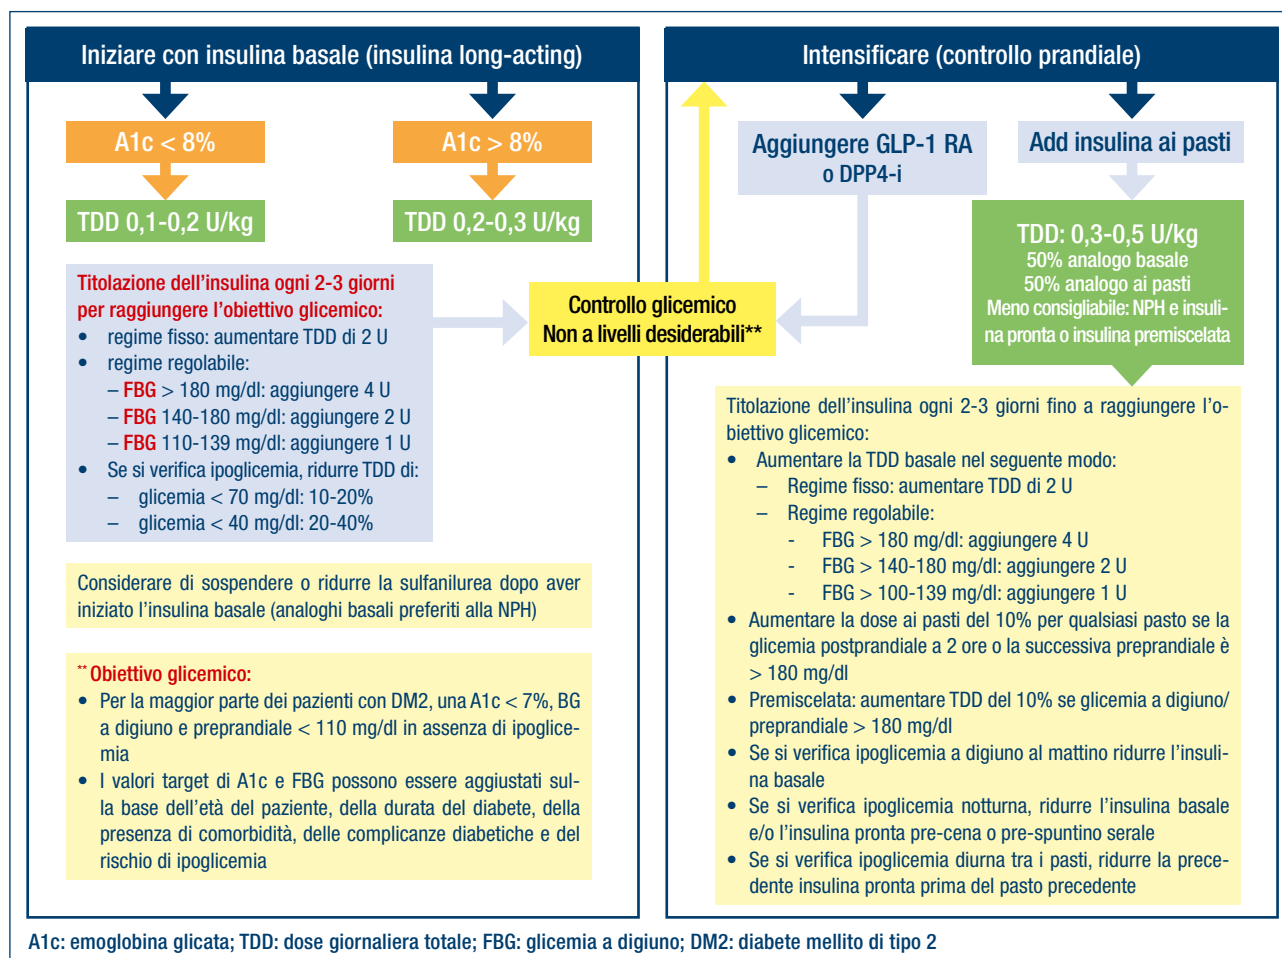 Iniziare con insulina basale (insulina long-acting)
A1c < 8%
A1c > 8%
TDD 0,1-0,2 U/kg
TDD 0,2-0,3 U/kg
Titolazione dell’insulina ogni 2-3 giorni
per raggiungere l’obiettivo glicemico:
• regime fisso: aumentare TDD di 2 U
• regime regolabile:
– FBG > 180 mg/dl: aggiungere 4 U
– FBG 140-180 mg/dl: aggiungere 2 U
– FBG 110-139 mg/dl: aggiungere 1 U
• Se si verifica ipoglicemia, ridurre TDD di:
– glicemia < 70 mg/dl: 10-20%
– glicemia < 40 mg/dl: 20-40%
Considerare di sospendere o ridurre la sulfanilurea dopo aver
iniziato l’insulina basale (analoghi basali preferiti alla NPH)
**Obiettivo glicemico:
• Per la maggior parte dei pazienti con DM2, una A1c < 7%, BG
a digiuno e preprandiale < 110 mg/dl in assenza di ipoglice-
mia
• I valori target di A1c e FBG possono essere aggiustati sul-
la base dell’età del paziente, della durata del diabete, della
presenza di comorbidità, delle complicanze diabetiche e del
rischio di ipoglicemia
Controllo glicemico
Non a livelli desiderabili**
Intensificare (controllo prandiale)
Aggiungere GLP-1 RA
o DPP4-i
Add insulina ai pasti
TDD: 0,3-0,5 U/kg
50% analogo basale
50% analogo ai pasti
Meno consigliabile: NPH e insuli-
na pronta o insulina premiscelata
Titolazione dell’insulina ogni 2-3 giorni fino a raggiungere l’o-
biettivo glicemico:
• Aumentare la TDD basale nel seguente modo:
– Regime fisso: aumentare TDD di 2 U
– Regime regolabile:
- FBG > 180 mg/dl: aggiungere 4 U
- FBG > 140-180 mg/dl: aggiungere 2 U
- FBG > 100-139 mg/dl: aggiungere 1 U
• Aumentare la dose ai pasti del 10% per qualsiasi pasto se la
glicemia postprandiale a 2 ore o la successiva preprandiale è
> 180 mg/dl
• Premiscelata: aumentare TDD del 10% se glicemia a digiuno/
preprandiale > 180 mg/dl
• Se si verifica ipoglicemia a digiuno al mattino ridurre l’insuli-
na basale
• Se si verifica ipoglicemia notturna, ridurre l’insulina basale
e/o l’insulina pronta pre-cena o pre-spuntino serale
• Se si verifica ipoglicemia diurna tra i pasti, ridurre la prece-
dente insulina pronta prima del pasto precedente
A1c: emoglobina glicata; TDD: dose giornaliera totale; FBG: glicemia a digiuno; DM2: diabete mellito di tipo 2